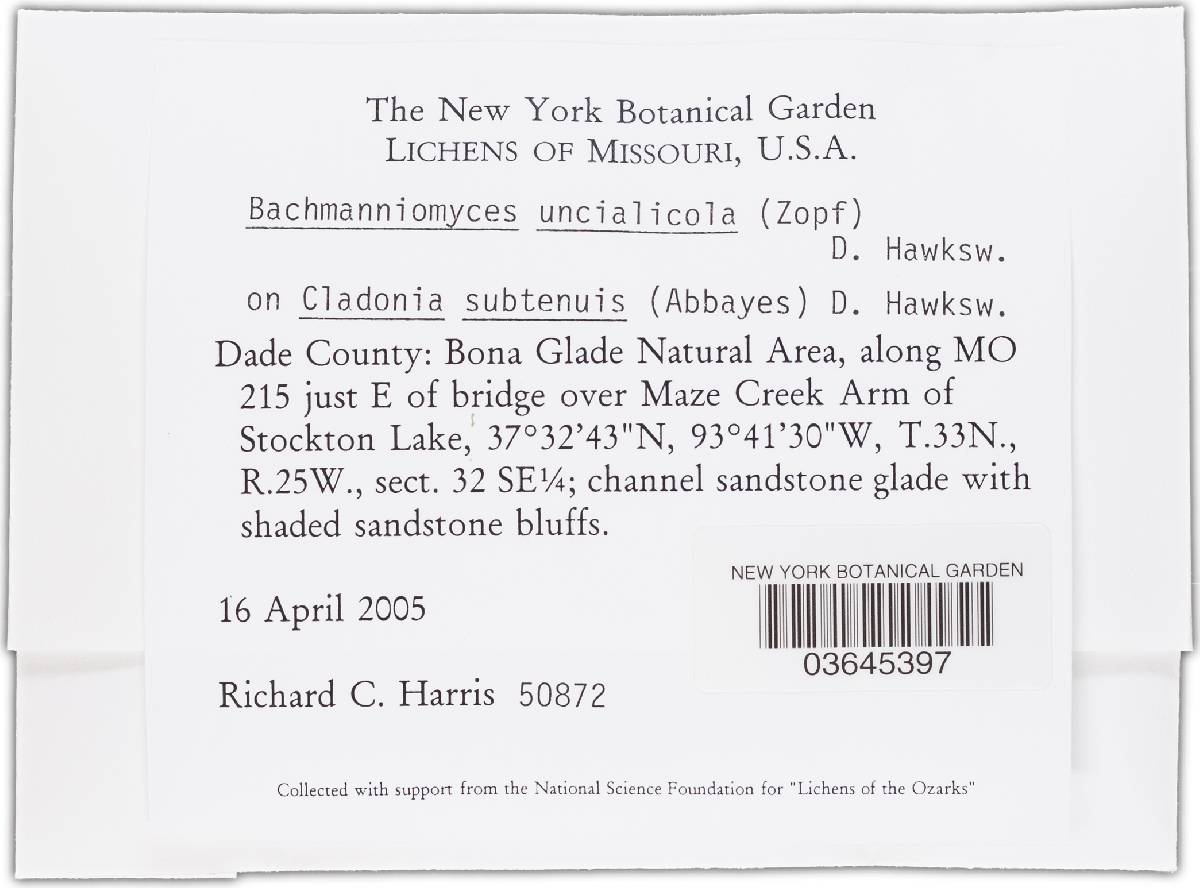 The New York Botanical Garden
LICHENS OF MISSOURI, U.S.A.
Bachmanniomyces uncialicola (Zopf)
D. Hawksw.
on Cladonia subtenuis (Abbayes) D. Hawksw.
Dade County: Bona Glade Natural Area, along MO
215 just E of bridge over Maze Creek Arm of
Stockton Lake, 37°32'43"N, 93°41'30"W, T.33N.,
R.25W., sect. 32 SE¼; channel sandstone glade with
shaded sandstone bluffs.
NEW YORK BOTANICAL GARDEN
16 April 2005
03645397
Richard C. Harris 50872
Collected with support from the National Science Foundation for "Lichens of the Ozarks"